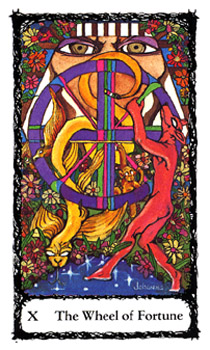 X The Wheel of Fortune